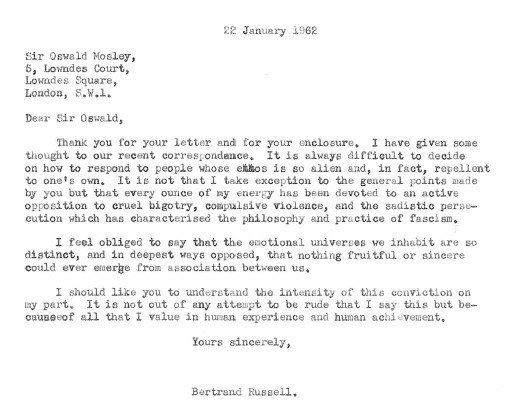 22 January 1962
Sir Oswald Mosley,
5, Lowndes Court,
Lowndes Square,
London, S.W.1.
Dear Sir Oswald,
Thank you for your letter and for your enclosure. I have given some
thought to our recent correspondence. It is always difficult to decide
on how to respond to people whose ethos is so alien and, in fact, repellent
to one's own. It is not that I take exception to the general points made
by you but that every ounce of my energy has been devoted to an active
opposition to cruel bigotry, compulsive violence, and the sadistic perse-
cution which has characterised the philosophy and practice of fascism.
I feel obliged to say that the emotional universes we inhabit are so
distinct, and in deepest ways opposed, that nothing fruitful or sincere
could ever emerge from association between us.
I should like you to understand the intensity of this conviction on
my part. It is not out of any attempt to be rude that I say this but be-
causeof all that I value in human experience and human achievement.
Yours sincerely,
Bertrand Russell.